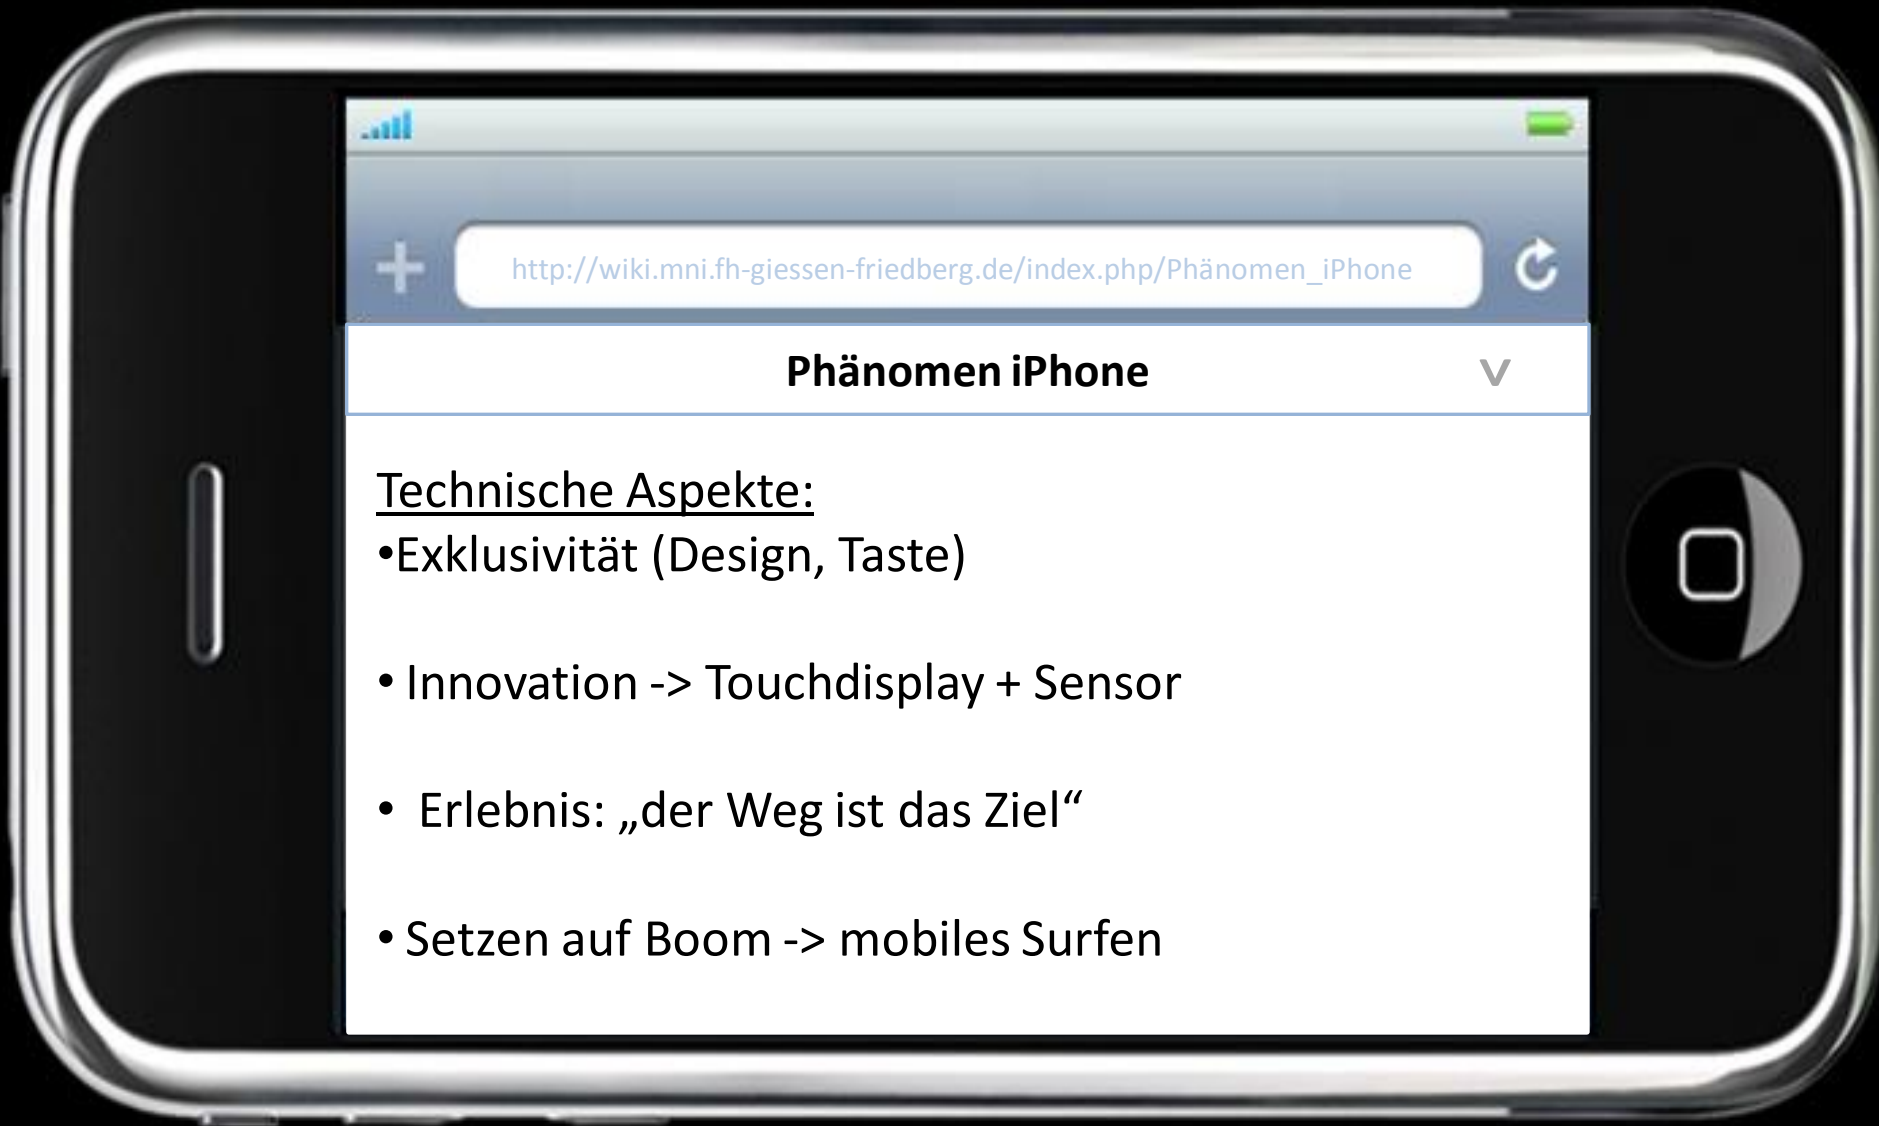 http://wiki.mni.fh-giessen-friedberg.de/index.php/Phänomen_iPhone
Phänomen iPhone v
Technische Aspekte:
•Exklusivität (Design, Taste)
• Innovation -> Touchdisplay + Sensor
• Erlebnis: „der Weg ist das Ziel“
• Setzen auf Boom -> mobiles Surfen